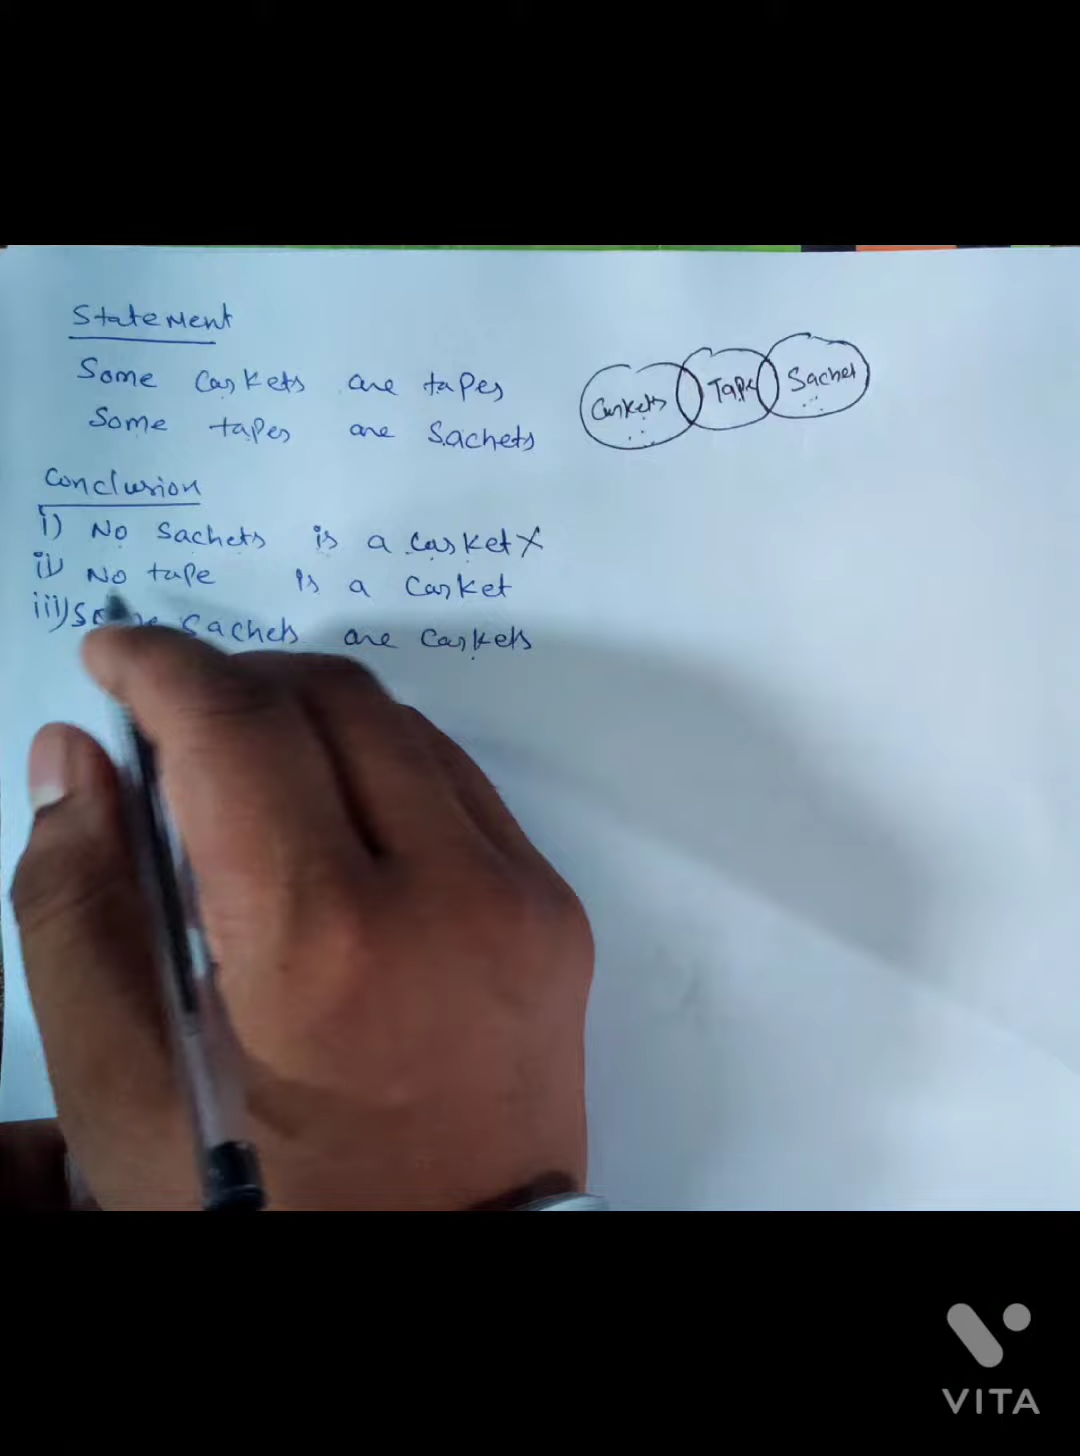 Statement
Some Caskets are tapes
Some tapes are Sachets
Caskets Tape Sachet
Conclusion
i) No Sachets is a casket X
ii) No tape is a Casket
iii) Some Sachets are Caskets
VITA